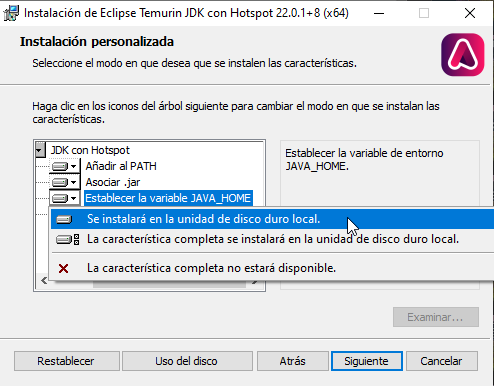 Instalación de Eclipse Temurin JDK con Hotspot 22.0.1+8 (x64)
Instalación personalizada
Seleccione el modo en que desea que se instalen las características.
Haga clic en los iconos del árbol siguiente para cambiar el modo en que se instalan las
características.
JDK con Hotspot
Añadir al PATH
Asociar .jar
Establecer la variable JAVA_HOME
Establecer la variable de entorno
JAVA_HOME.
Se instalará en la unidad de disco duro local.
La característica completa se instalará en la unidad de disco duro local.
La característica completa no estará disponible.
Examinar...
Restablecer
Uso del disco
Atrás
Siguiente
Cancelar